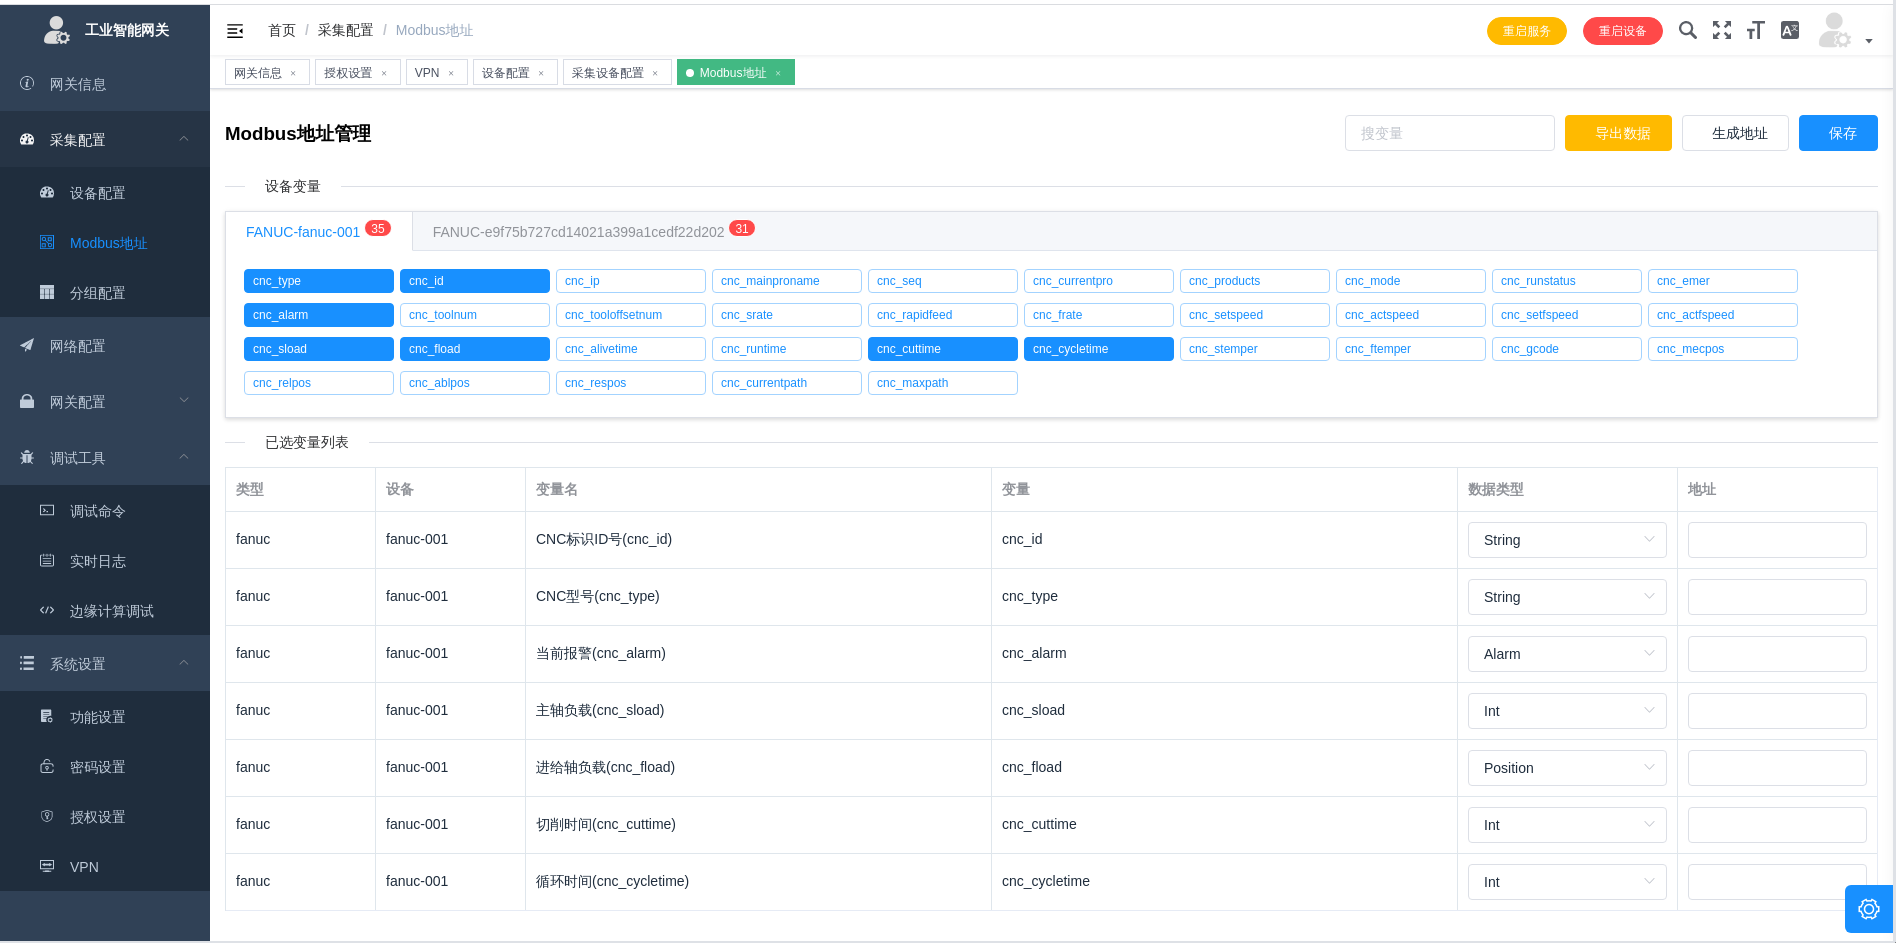 工业智能网关
网关信息
采集配置
设备配置
Modbus地址
分组配置
网络配置
网关配置
调试工具
调试命令
实时日志
边缘计算调试
系统设置
功能设置
密码设置
授权设置
VPN
首页 / 采集配置 / Modbus地址
重启服务 重启设备
网关信息 × 授权设置 × VPN × 设备配置 × 采集设备配置 × Modbus地址 ×
Modbus地址管理
搜变量 导出数据 生成地址 保存
设备变量
FANUC-fanuc-001 35 FANUC-e9f75b727cd14021a399a1cedf22d202 31
cnc_type cnc_id cnc_ip cnc_mainproname cnc_seq cnc_currentpro cnc_products cnc_mode cnc_runstatus cnc_emer
cnc_alarm cnc_toolnum cnc_tooloffsetnum cnc_srate cnc_rapidfeed cnc_frate cnc_setspeed cnc_actspeed cnc_setfspeed cnc_actfspeed
cnc_sload cnc_fload cnc_alivetime cnc_runtime cnc_cuttime cnc_cycletime cnc_stemper cnc_ftemper cnc_gcode cnc_mecpos
cnc_relpos cnc_ablpos cnc_respos cnc_currentpath cnc_maxpath
已选变量列表
类型 设备 变量名 变量 数据类型 地址
fanuc fanuc-001 CNC标识ID号(cnc_id) cnc_id String
fanuc fanuc-001 CNC型号(cnc_type) cnc_type String
fanuc fanuc-001 当前报警(cnc_alarm) cnc_alarm Alarm
fanuc fanuc-001 主轴负载(cnc_sload) cnc_sload Int
fanuc fanuc-001 进给轴负载(cnc_fload) cnc_fload Position
fanuc fanuc-001 切削时间(cnc_cuttime) cnc_cuttime Int
fanuc fanuc-001 循环时间(cnc_cycletime) cnc_cycletime Int